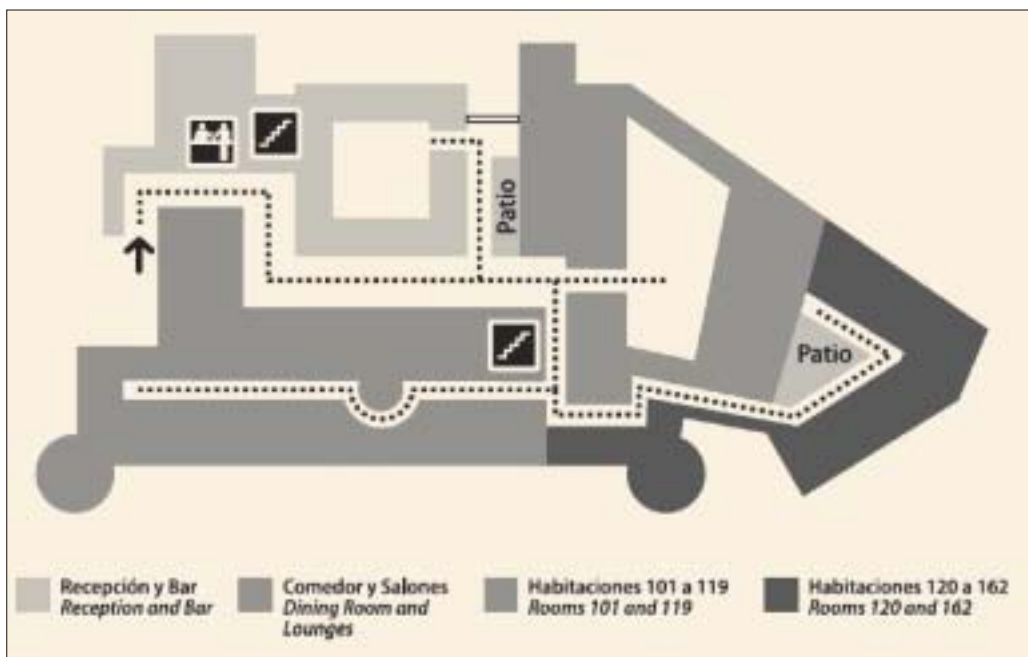 Patio
Patio
Recepción y Bar
Reception and Bar
Comedor y Salones
Dining Room and
Lounges
Habitaciones 101 a 119
Rooms 101 and 119
Habitaciones 120 a 162
Rooms 120 and 162